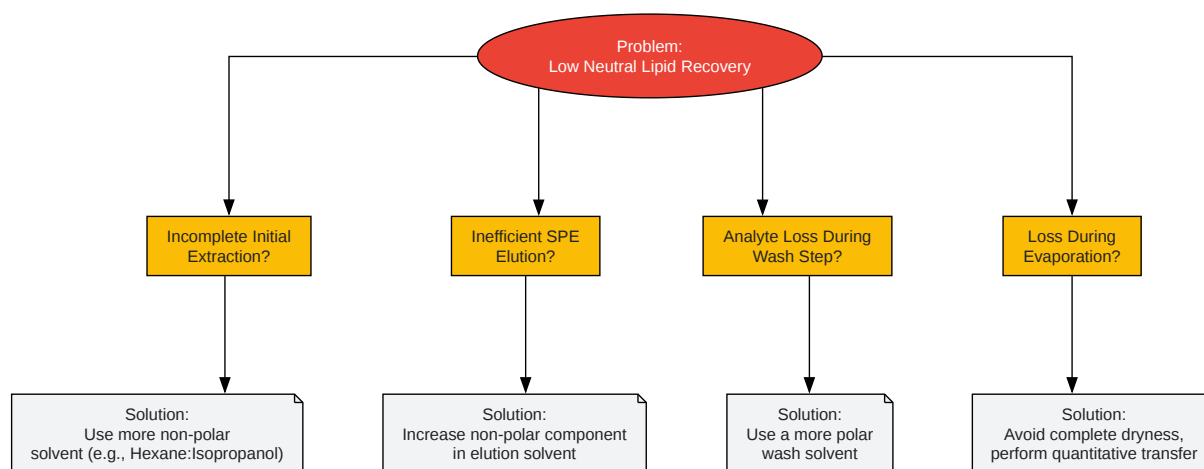 Problem:
Low Neutral Lipid Recovery
Incomplete Initial
Extraction?
Inefficient SPE
Elution?
Analyte Loss During
Wash Step?
Loss During
Evaporation?
Solution:
Use more non-polar
solvent (e.g., Hexane:Isopropanol)
Solution:
Increase non-polar component
in elution solvent
Solution:
Use a more polar
wash solvent
Solution:
Avoid complete dryness,
perform quantitative transfer